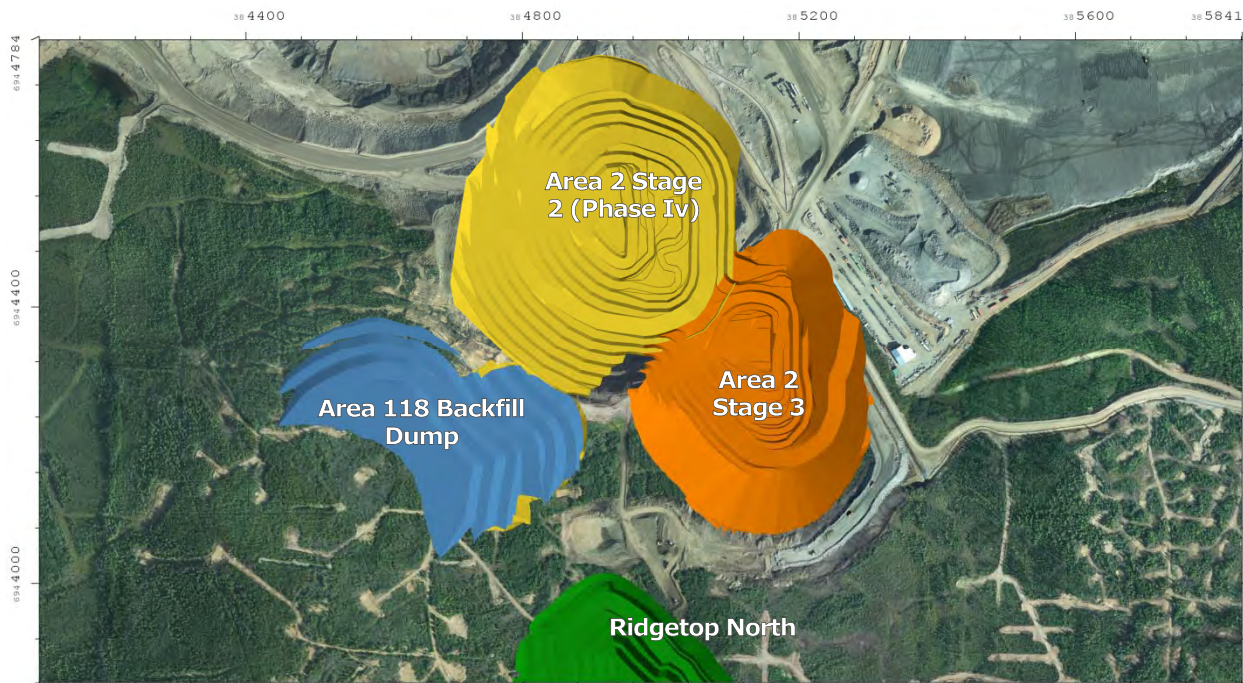 384400 384800 385200 385600 385841
6944784
Area 2 Stage
2 (Phase Iv)
6944400
Area 2
Stage 3
Area 118 Backfill
Dump
6944000
Ridgetop North